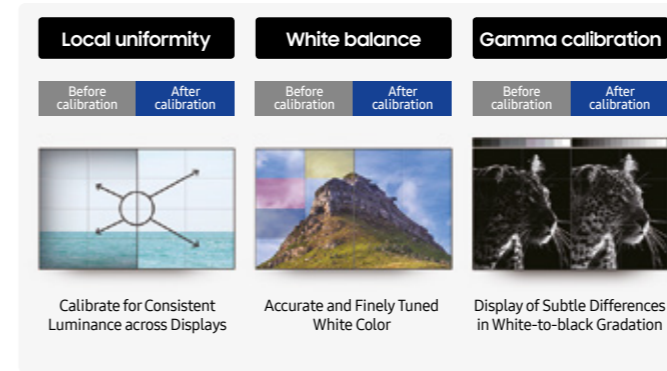 Local uniformity
Before
calibration
After
calibration
Calibrate for Consistent
Luminance across Displays
White balance
Before
calibration
After
calibration
Accurate and Finely Tuned
White Color
Gamma calibration
Before
calibration
After
calibration
Display of Subtle Differences
in White-to-black Gradation